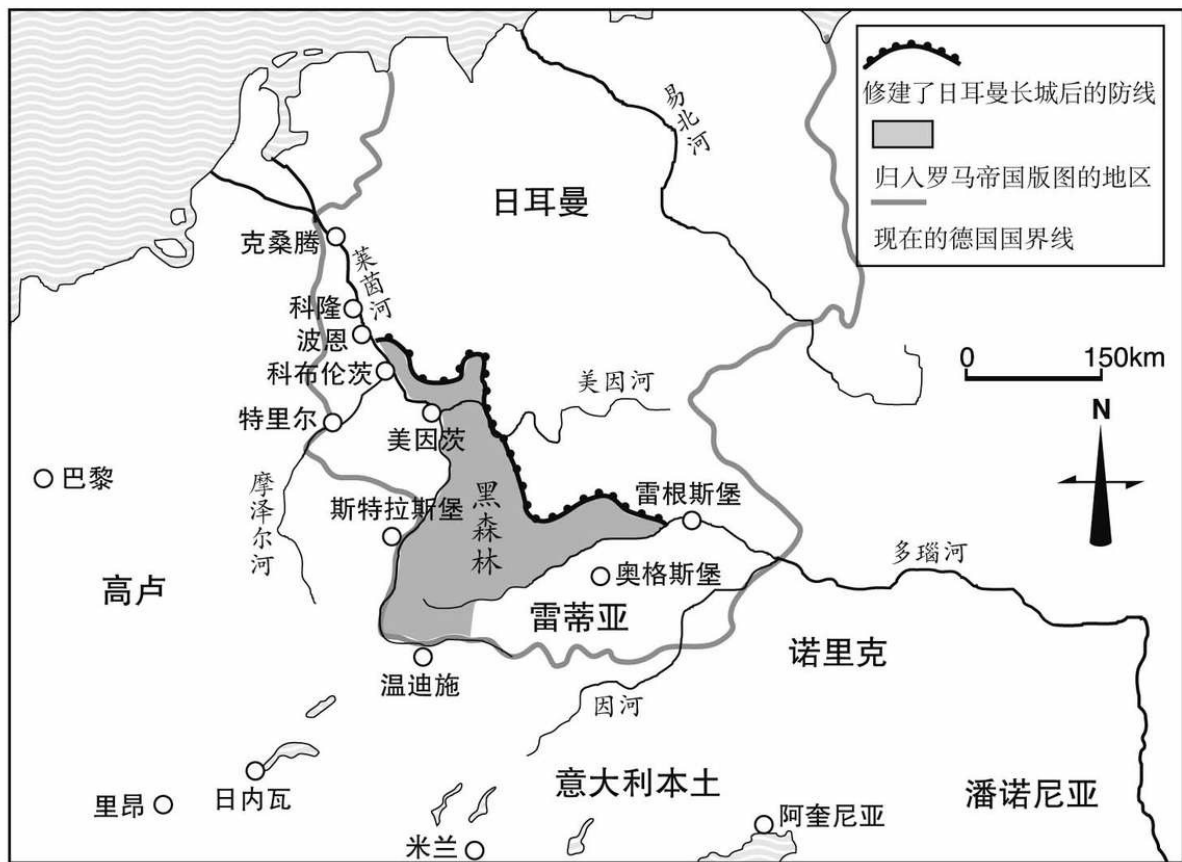 修建了日耳曼长城后的防线
归入罗马帝国版图的地区
现在的德国国界线
易北河
日耳曼
克桑腾
莱茵河
科隆
波恩
科布伦茨
0 150km
美因河
特里尔
美因茨
N
巴黎
摩泽尔河
斯特拉斯堡
黑森林
雷根斯堡
多瑙河
高卢
奥格斯堡
雷蒂亚
诺里克
温迪施
因河
意大利本土
潘诺尼亚
日内瓦
里昂
阿奎尼亚
米兰